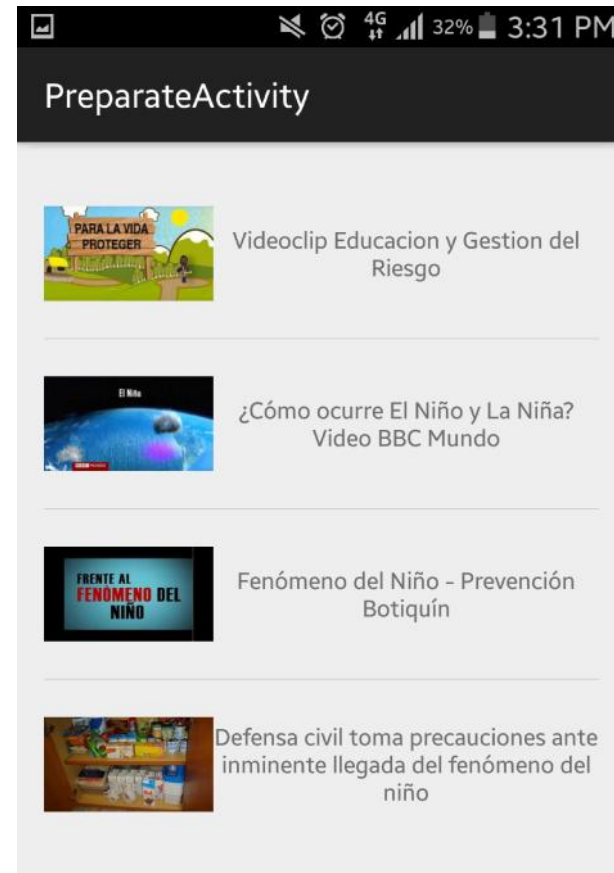 4G 32% 3:31 PM
PreparateActivity
PARA LA VIDA
PROTEGER
Videoclip Educacion y Gestion del
Riesgo
El Niño
¿Cómo ocurre El Niño y La Niña?
Video BBC Mundo
FRENTE AL
FENÓMENO DEL
NIÑO
Fenómeno del Niño - Prevención
Botiquín
Defensa civil toma precauciones ante
inminente llegada del fenómeno del
niño